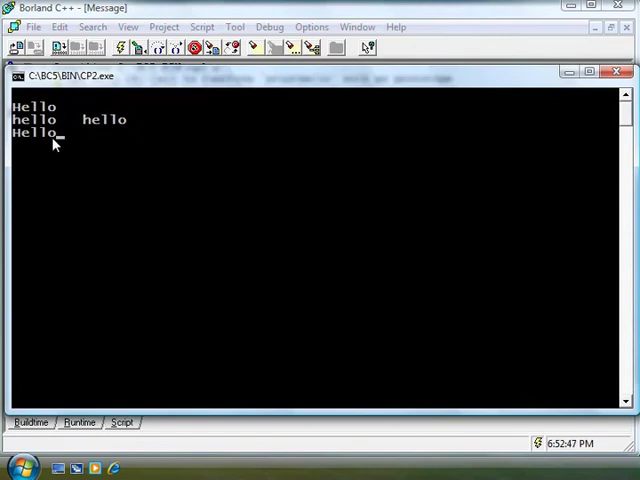 Borland C++ - [Message]
File Edit Search View Project Script Tool Debug Options Window Help
C:\BC5\BIN\CP2.exe
Hello
hello hello
Hello_
Buildtime Runtime Script
6:52:47 PM